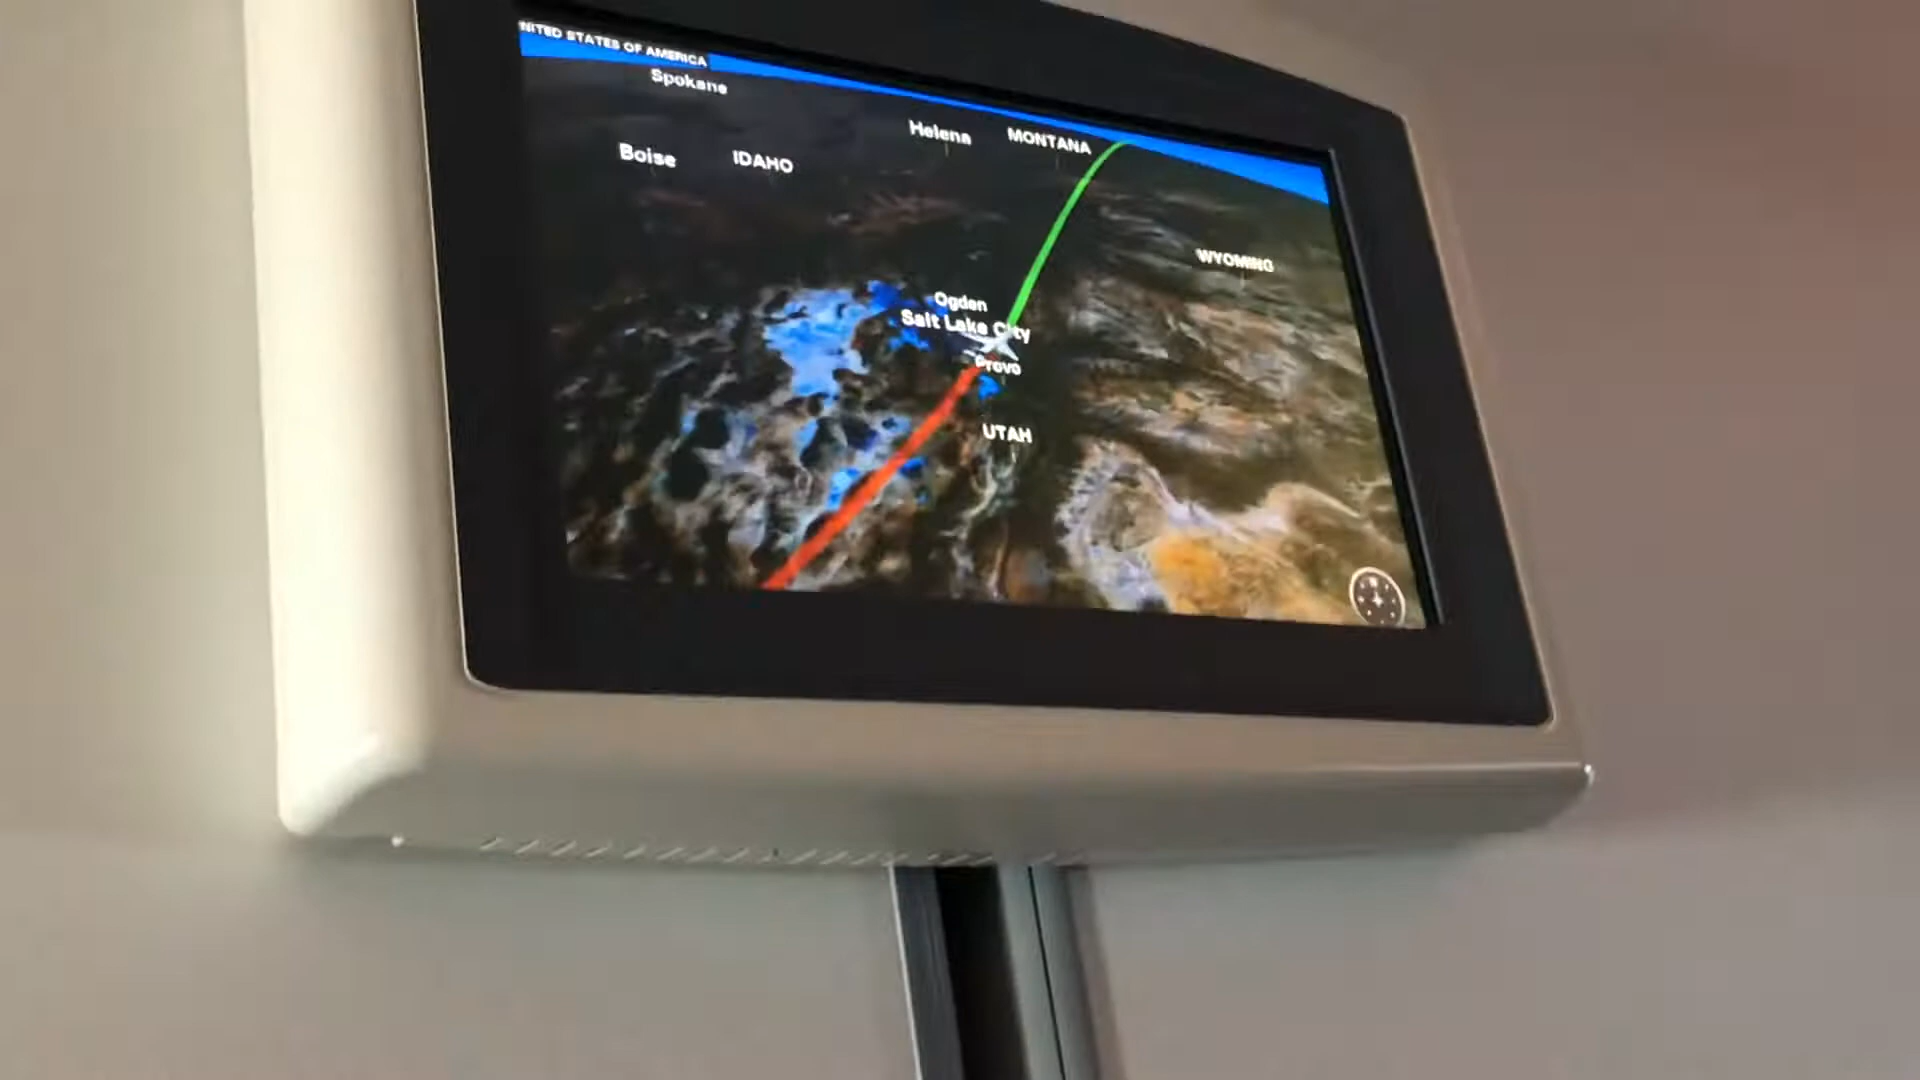 NITED STATES OF AMERICA
Spokane
Helena
MONTANA
Boise
IDAHO
WYOMING
Ogden
Salt Lake City
Provo
UTAH